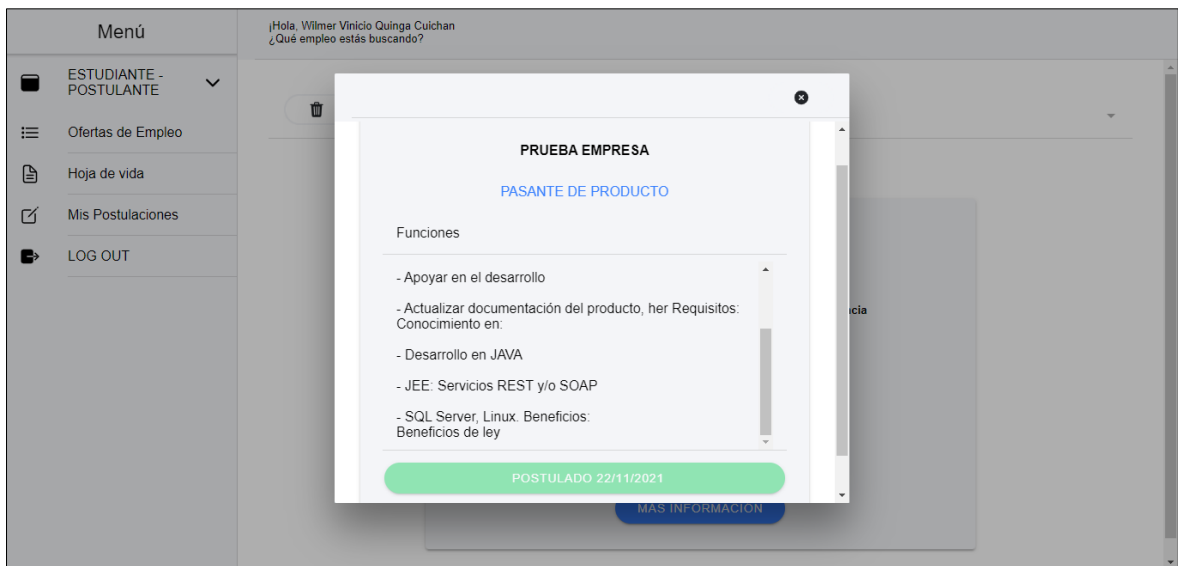 Menú
¡Hola, Wilmer Vinicio Quinga Cuichan
¿Qué empleo estás buscando?
ESTUDIANTE -
POSTULANTE
Ofertas de Empleo
Hoja de vida
Mis Postulaciones
LOG OUT
PRUEBA EMPRESA
PASANTE DE PRODUCTO
Funciones
- Apoyar en el desarrollo
- Actualizar documentación del producto, her Requisitos:
Conocimiento en:
- Desarrollo en JAVA
- JEE: Servicios REST y/o SOAP
- SQL Server, Linux. Beneficios:
Beneficios de ley
POSTULADO 22/11/2021
MAS INFORMACION